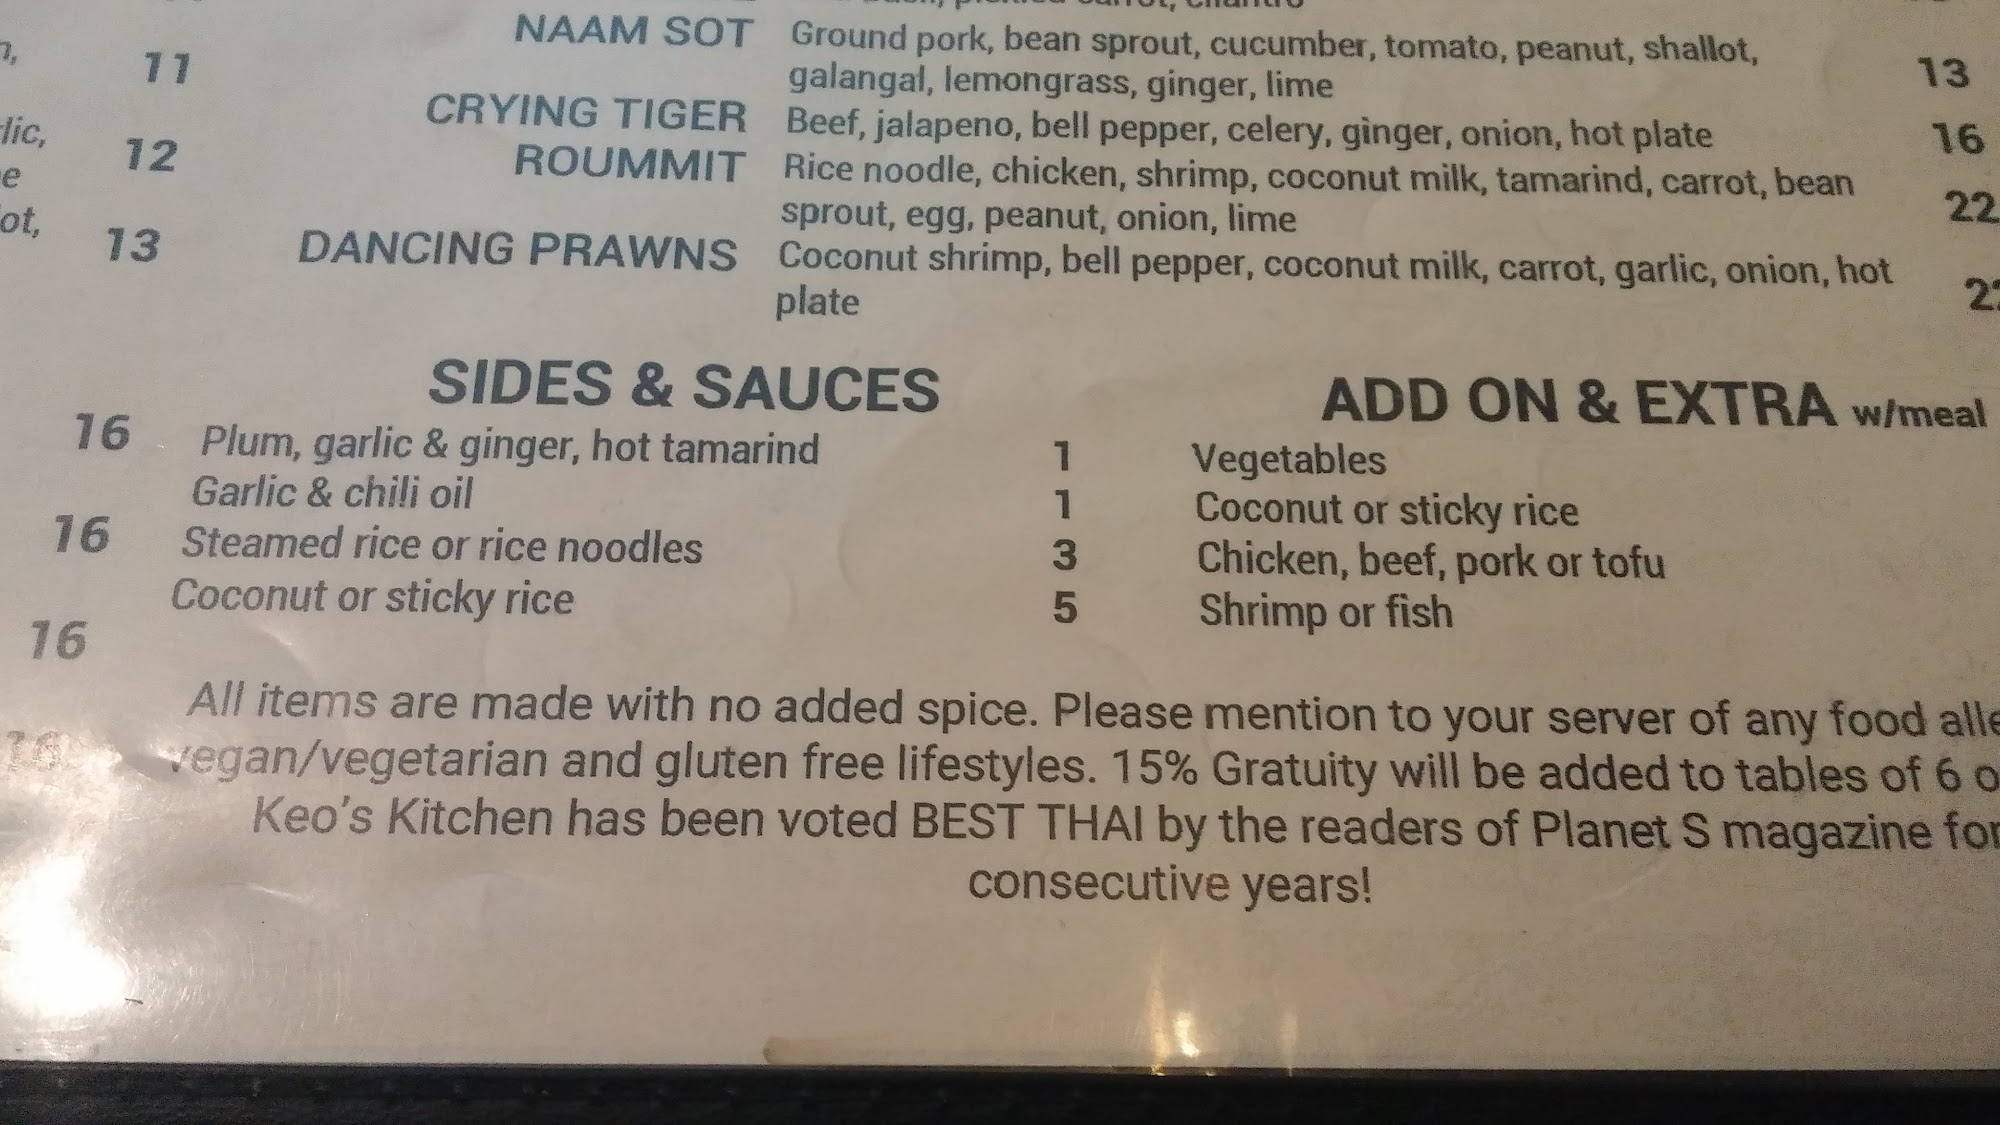 11
12
13
16
16
16
lic,
ot,
NAAM SOT Ground pork, bean sprout, cucumber, tomato, peanut, shallot,
galangal, lemongrass, ginger, lime 13
CRYING TIGER Beef, jalapeno, bell pepper, celery, ginger, onion, hot plate 16
ROUMMIT Rice noodle, chicken, shrimp, coconut milk, tamarind, carrot, bean
sprout, egg, peanut, onion, lime 22
DANCING PRAWNS Coconut shrimp, bell pepper, coconut milk, carrot, garlic, onion, hot
plate
SIDES & SAUCES
Plum, garlic & ginger, hot tamarind 1
Garlic & chili oil 1
Steamed rice or rice noodles 3
Coconut or sticky rice 5
ADD ON & EXTRA w/meal
Vegetables
Coconut or sticky rice
Chicken, beef, pork or tofu
Shrimp or fish
All items are made with no added spice. Please mention to your server of any food alle
vegan/vegetarian and gluten free lifestyles. 15% Gratuity will be added to tables of 6 o
Keo's Kitchen has been voted BEST THAI by the readers of Planet S magazine for
consecutive years!